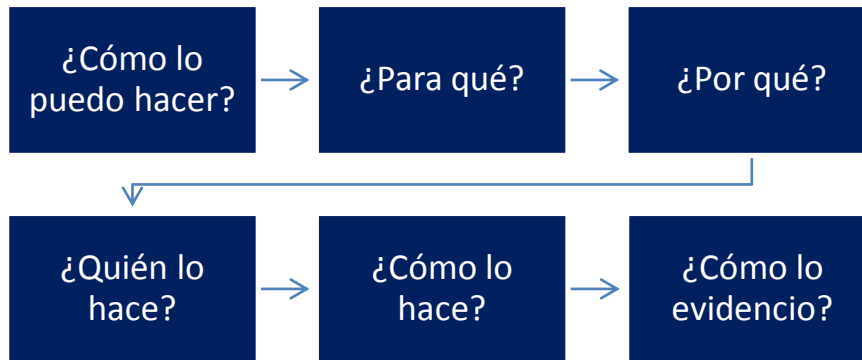 ¿Cómo lo
puedo hacer?
¿Para qué?
¿Por qué?
¿Quién lo
hace?
¿Cómo lo
hace?
¿Cómo lo
evidencio?